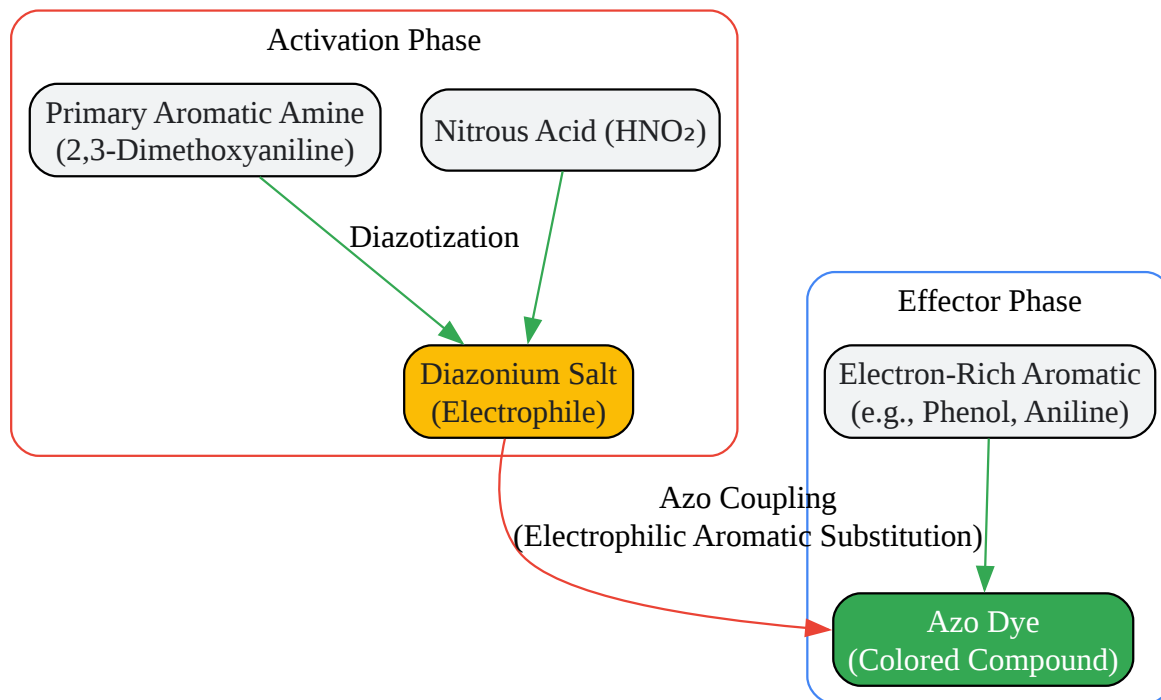 Activation Phase
Primary Aromatic Amine
(2,3-Dimethoxyaniline)
Nitrous Acid (HNO₂)
Diazotization
Diazonium Salt
(Electrophile)
Effector Phase
Electron-Rich Aromatic
(e.g., Phenol, Aniline)
Azo Coupling
(Electrophilic Aromatic Substitution)
Azo Dye
(Colored Compound)